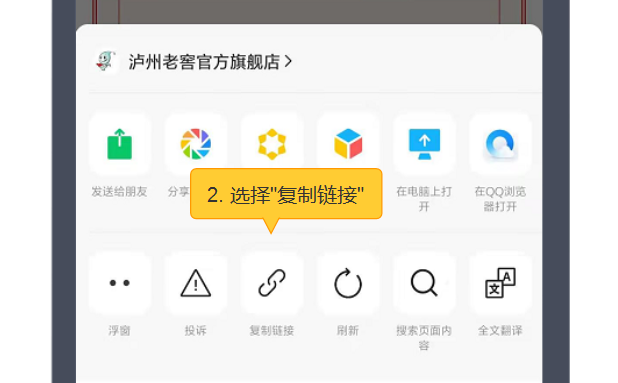 泸州老窖官方旗舰店
发送给朋友
分享
2. 选择"复制链接"
在电脑上打
开
在QQ浏览
器打开
浮窗
投诉
复制链接
刷新
搜索页面内
容
全文翻译
文
A